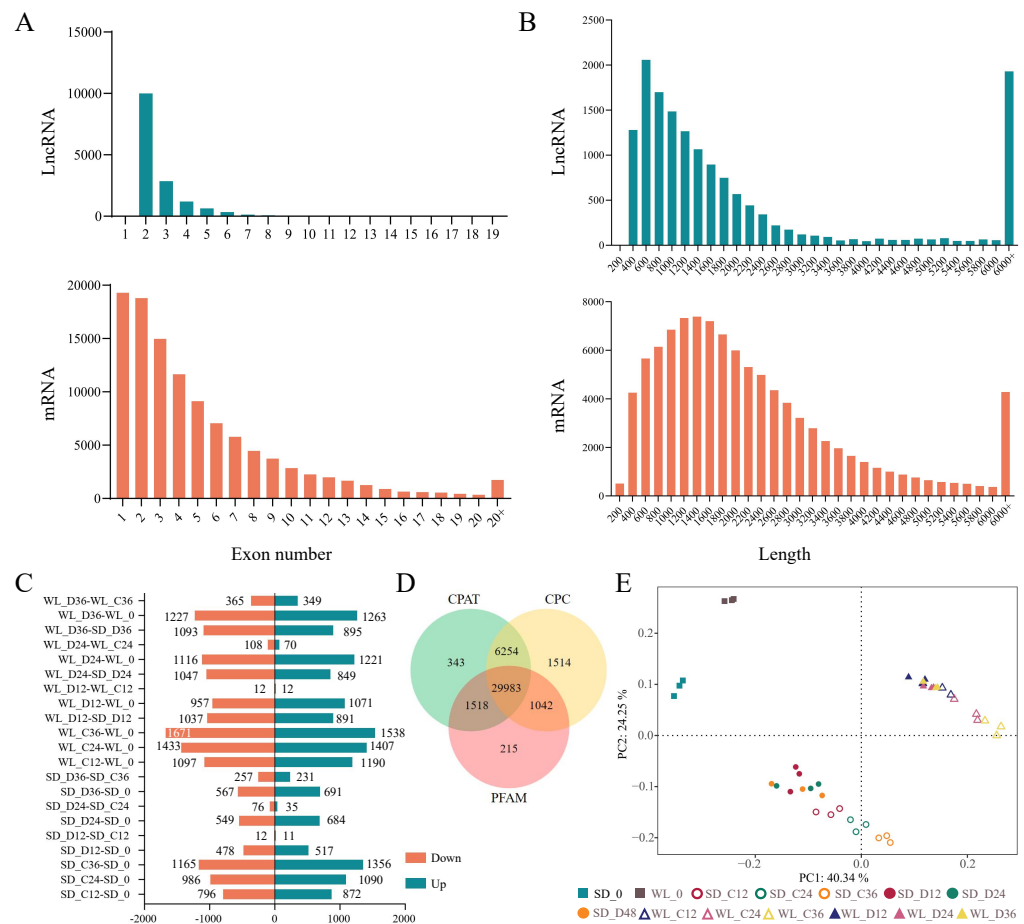 A
15000
10000
5000
0
LncRNA
1 2 3 4 5 6 7 8 9 10 11 12 13 14 15 16 17 18 19
20000
15000
10000
5000
0
mRNA
1 2 3 4 5 6 7 8 9 10 11 12 13 14 15 16 17 18 19 20 20+
Exon number
B
2500
2000
1500
1000
500
0
LncRNA
200 400 600 800 1000 1200 1400 1600 1800 2000 2200 2400 2600 2800 3000 3200 3400 3600 3800 4000 4200 4400 4600 4800 5000 5200 5400 5600 5800 6000 6000+
8000
6000
4000
2000
0
mRNA
200 400 600 800 1000 1200 1400 1600 1800 2000 2200 2400 2600 2800 3000 3200 3400 3600 3800 4000 4200 4400 4600 4800 5000 5200 5400 5600 5800 6000 6000+
Length
C
WL_D36-WL_C36 365 349
WL_D36-WL_0 1227 1263
WL_D36-SD_D36 1093 895
WL_D24-WL_C24 108 70
WL_D24-WL_0 1116 1221
WL_D24-SD_D24 1047 849
WL_D12-WL_C12 12 12
WL_D12-WL_0 957 1071
WL_D12-SD_D12 1037 891
WL_C36-WL_0 1671 1538
WL_C24-WL_0 1433 1407
WL_C12-WL_0 1097 1190
SD_D36-SD_C36 257 231
SD_D36-SD_0 567 691
SD_D24-SD_C24 76 35
SD_D24-SD_0 549 684
SD_D12-SD_C12 12 11
SD_D12-SD_0 478 517
SD_C36-SD_0 1165 1356
SD_C24-SD_0 986 1090
SD_C12-SD_0 796 872
-2000 -1000 0 1000 2000
Down
Up
D
CPAT CPC
343 6254 1514
29983
1518 1042
215
PFAM
E
0.2
0.1
0.0
−0.1
−0.2
PC2: 24.25 %
−0.2 0.0 0.2
PC1: 40.34 %
SD_0 WL_0 SD_C12 SD_C24 SD_C36 SD_D12 SD_D24
SD_D48 WL_C12 WL_C24 WL_C36 WL_D12 WL_D24 WL_D36